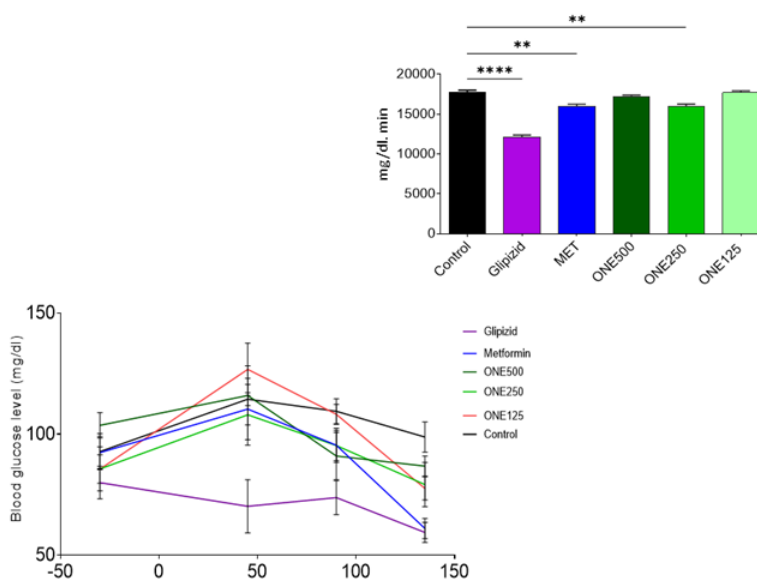 **
**
****
20000
15000
10000
5000
0
mg/dl. min
Control
Glipizid
MET
ONE500
ONE250
ONE125
150
100
50
Blood glucose level (mg/dl)
-50
0
50
100
150
Glipizid
Metformin
ONE500
ONE250
ONE125
Control